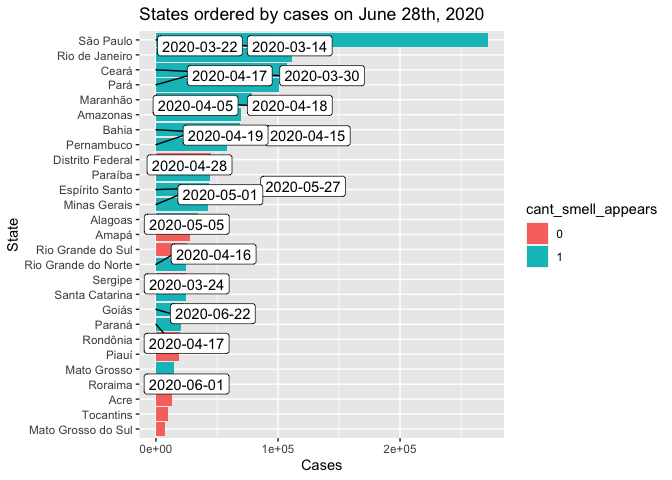 States ordered by cases on June 28th, 2020
São Paulo
2020-03-22 2020-03-14
Rio de Janeiro
Ceará
2020-04-17 2020-03-30
Pará
Maranhão
2020-04-05 2020-04-18
Amazonas
Bahia
2020-04-19 2020-04-15
Pernambuco
Distrito Federal
2020-04-28
Paraíba
Espírito Santo
2020-05-27
2020-05-01
Minas Gerais
Alagoas
2020-05-05
Amapá
Rio Grande do Sul
2020-04-16
Rio Grande do Norte
Sergipe
2020-03-24
Santa Catarina
Goiás
2020-06-22
Paraná
Rondônia
2020-04-17
Piauí
Mato Grosso
Roraima
2020-06-01
Acre
Tocantins
Mato Grosso do Sul
State
0e+00 1e+05 2e+05
Cases
cant_smell_appears
0
1